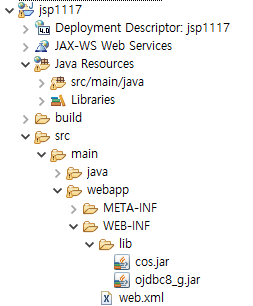 jsp1117
Deployment Descriptor: jsp1117
JAX-WS Web Services
Java Resources
src/main/java
Libraries
build
src
main
java
webapp
META-INF
WEB-INF
lib
cos.jar
ojdbc8_g.jar
web.xml